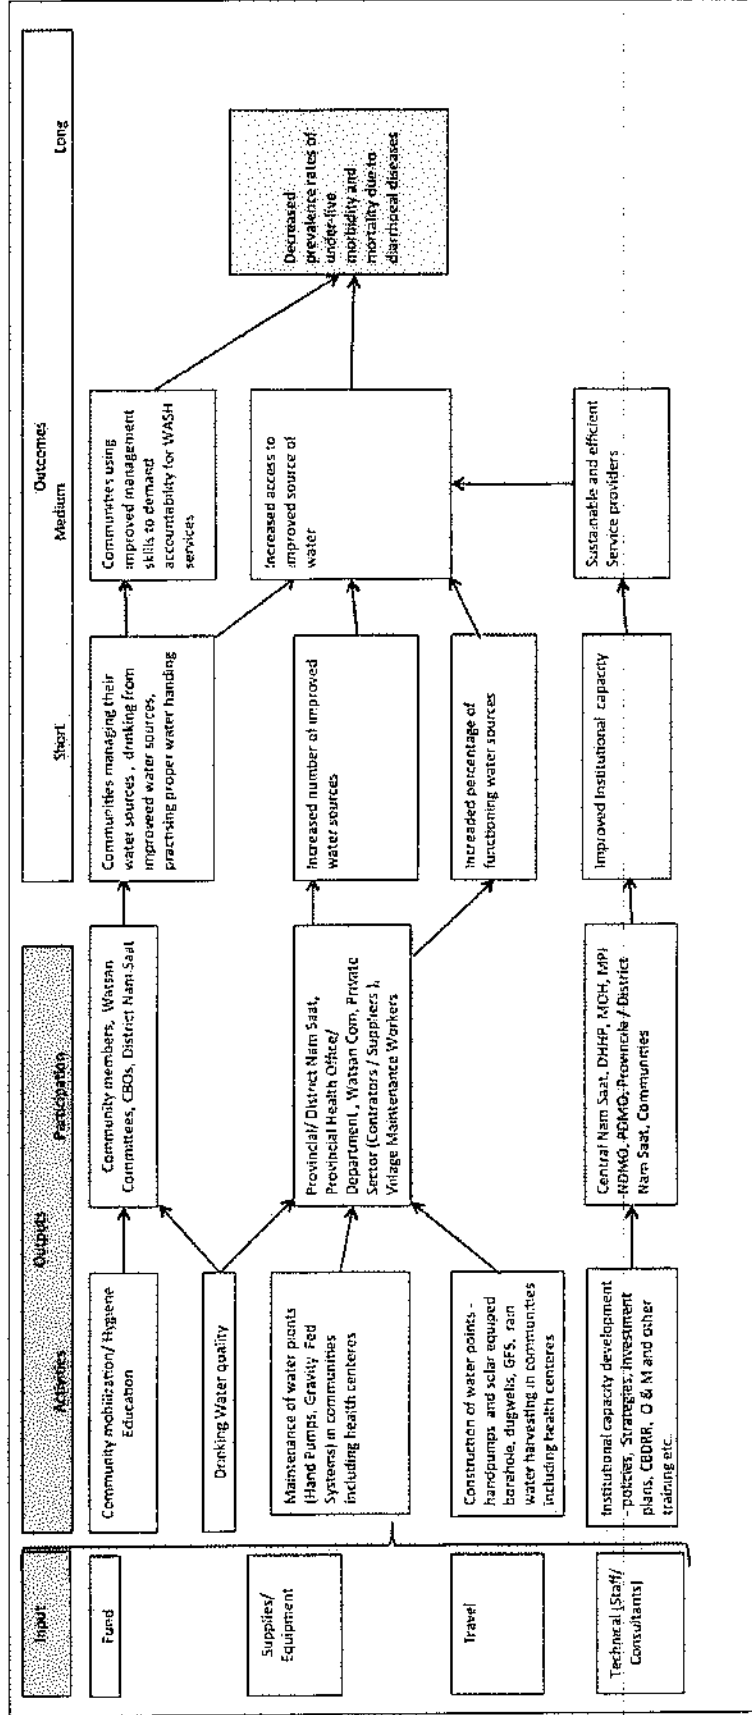 Input
Outputs
Activities
Participation
Outcomes
Short
Medium
Long
Fund
Supplies/
Equipment
Travel
Technical (Staff/
Consultants)
Community mobilization/ Hygiene
Education
Drinking Water quality
Maintenance of water points
(Hand Pumps, Gravity Fed
Systems) in communities
including health centeres
Construction of water points -
handpumps and solar equiped
borehole, dugwells, GFS, rain
water harvesting in communities
including health centeres
Institutional capacity development
- policies, Strategies, investment
plans, CBDRR, O & M and other
training etc..
Community members, Watsan
Committees, CBOs, District Nam Saat
Provincial/ District Nam Saat,
Provincial Health Office/
Department, Watsan Com, Private
Sector (Contrators / Suppliers ),
Village Maintenance Workers
Central Nam Saat, DHHP, MOH, MPI
NDMO, PDMO, Provincale / District
Nam Saat, Communities
Communities managing their
water sources , drinking from
improveed water sources,
practising proper water handing
Increased number of improved
water sources
Increaded percentage of
functioning water sources
Improved Institutional capacity
Communities using
improved management
skills to demand
accountability for WASH
services
Increased access to
improved source of
water
Sustainable and efficient
Service providers
Decreased
prevalence rates of
under-five
morbidity and
mortality due to
diarrhoeal diseases